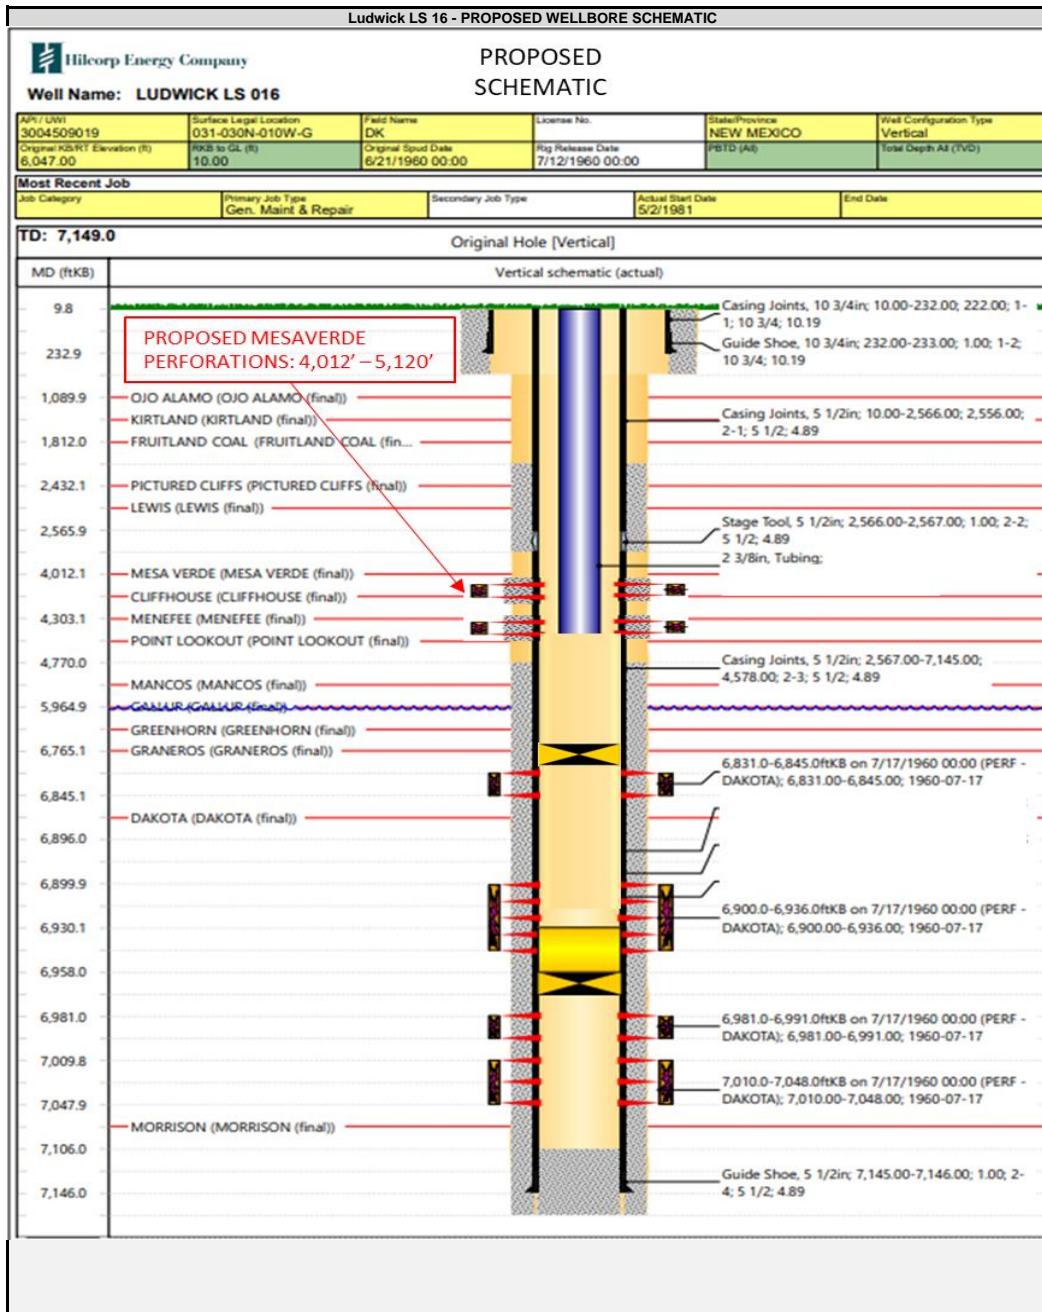 Ludwick LS 16 - PROPOSED WELLBORE SCHEMATIC
Hilcorp Energy Company
PROPOSED
SCHEMATIC
Well Name: LUDWICK LS 016
API / UWI
3004509019
Surface Legal Location
031-030N-010W-G
Field Name
DK
License No.
State/Province
NEW MEXICO
Well Configuration Type
Vertical
Original KB/RT Elevation (ft)
6,047.00
RKB to GL (ft)
10.00
Original Spud Date
6/21/1960 00:00
Rig Release Date
7/12/1960 00:00
PBTD (All)
Total Depth All (TVD)
Most Recent Job
Job Category
Primary Job Type
Gen. Maint & Repair
Secondary Job Type
Actual Start Date
5/2/1981
End Date
TD: 7,149.0
Original Hole [Vertical]
MD (ftKB)
Vertical schematic (actual)
9.8
Casing Joints, 10 3/4in; 10.00-232.00; 222.00; 1-
1; 10 3/4; 10.19
PROPOSED MESAVERDE
PERFORATIONS: 4,012’ – 5,120’
232.9
Guide Shoe, 10 3/4in; 232.00-233.00; 1.00; 1-2;
10 3/4; 10.19
1,089.9
OJO ALAMO (OJO ALAMO (final))
KIRTLAND (KIRTLAND (final))
Casing Joints, 5 1/2in; 10.00-2,566.00; 2,556.00;
2-1; 5 1/2; 4.89
1,812.0
FRUITLAND COAL (FRUITLAND COAL (fin...
2,432.1
PICTURED CLIFFS (PICTURED CLIFFS (final))
LEWIS (LEWIS (final))
2,565.9
Stage Tool, 5 1/2in; 2,566.00-2,567.00; 1.00; 2-2;
5 1/2; 4.89
2 3/8in, Tubing;
4,012.1
MESA VERDE (MESA VERDE (final))
CLIFFHOUSE (CLIFFHOUSE (final))
4,303.1
MENEFEE (MENEFEE (final))
POINT LOOKOUT (POINT LOOKOUT (final))
4,770.0
Casing Joints, 5 1/2in; 2,567.00-7,145.00;
4,578.00; 2-3; 5 1/2; 4.89
MANCOS (MANCOS (final))
5,964.9
GALLUP (GALLUP (final))
GREENHORN (GREENHORN (final))
6,765.1
GRANEROS (GRANEROS (final))
6,831.0-6,845.0ftKB on 7/17/1960 00:00 (PERF -
DAKOTA); 6,831.00-6,845.00; 1960-07-17
6,845.1
DAKOTA (DAKOTA (final))
6,896.0
6,899.9
6,900.0-6,936.0ftKB on 7/17/1960 00:00 (PERF -
DAKOTA); 6,900.00-6,936.00; 1960-07-17
6,930.1
6,958.0
6,981.0
6,981.0-6,991.0ftKB on 7/17/1960 00:00 (PERF -
DAKOTA); 6,981.00-6,991.00; 1960-07-17
7,009.8
7,010.0-7,048.0ftKB on 7/17/1960 00:00 (PERF -
DAKOTA); 7,010.00-7,048.00; 1960-07-17
7,047.9
MORRISON (MORRISON (final))
7,106.0
Guide Shoe, 5 1/2in; 7,145.00-7,146.00; 1.00; 2-
4; 5 1/2; 4.89
7,146.0